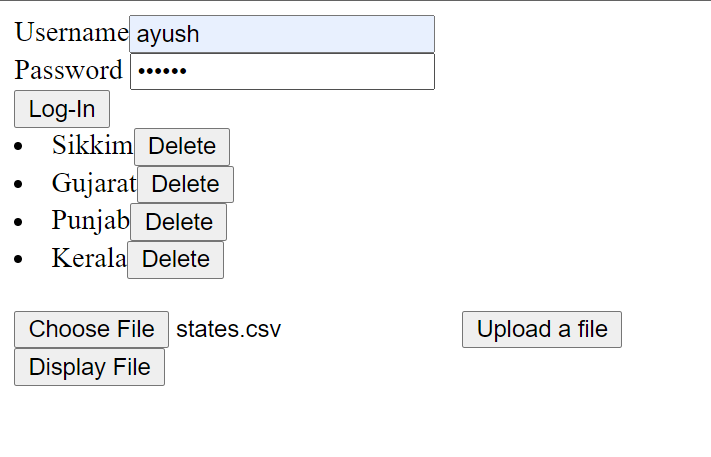 Username ayush
Password ••••••
Log-In
• Sikkim Delete
• Gujarat Delete
• Punjab Delete
• Kerala Delete
Choose File states.csv Upload a file
Display File